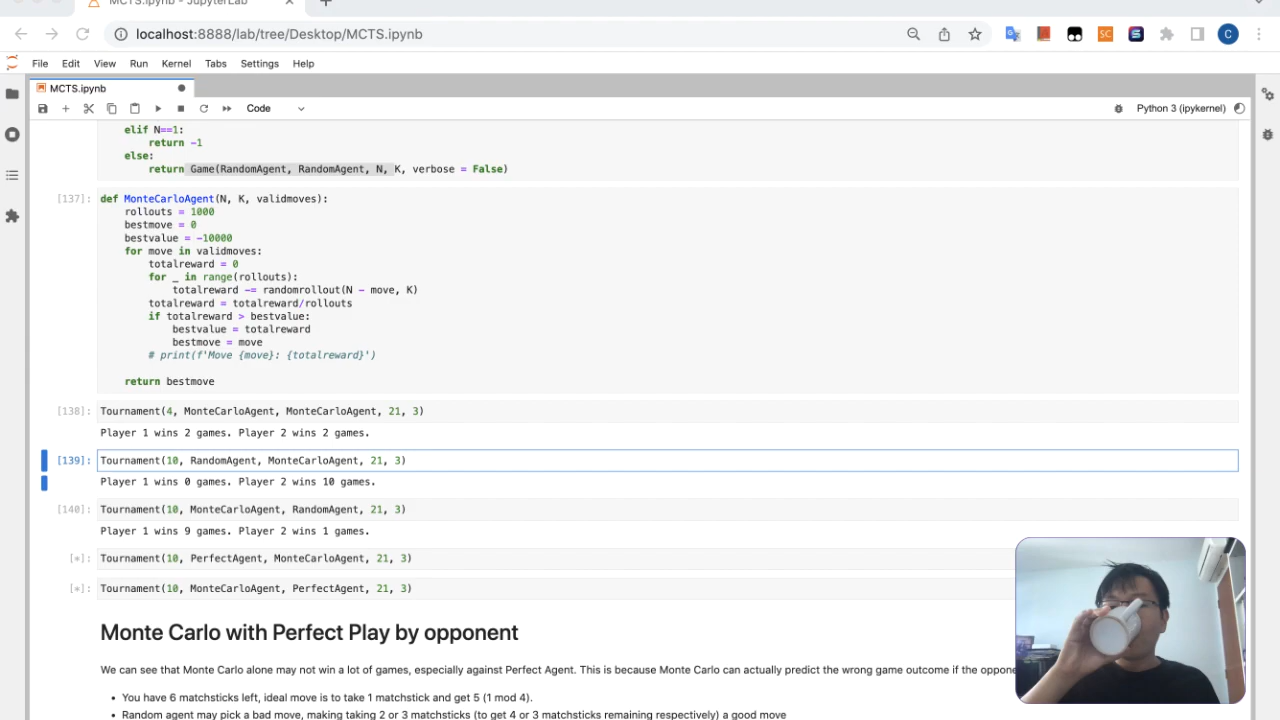 MCTS.ipynb - JupyterLab
localhost:8888/lab/tree/Desktop/MCTS.ipynb
SC
S
C
File Edit View Run Kernel Tabs Settings Help
MCTS.ipynb
Code
Python 3 (ipykernel)
elif N==1:
return -1
else:
return Game(RandomAgent, RandomAgent, N, K, verbose = False)
[137]: def MonteCarloAgent(N, K, validmoves):
rollouts = 1000
bestmove = 0
bestvalue = -10000
for move in validmoves:
totalreward = 0
for _ in range(rollouts):
totalreward -= randomrollout(N - move, K)
totalreward = totalreward/rollouts
if totalreward > bestvalue:
bestvalue = totalreward
bestmove = move
# print(f'Move {move}: {totalreward}')
return bestmove
[138]: Tournament(4, MonteCarloAgent, MonteCarloAgent, 21, 3)
Player 1 wins 2 games. Player 2 wins 2 games.
[139]: Tournament(10, RandomAgent, MonteCarloAgent, 21, 3)
Player 1 wins 0 games. Player 2 wins 10 games.
[140]: Tournament(10, MonteCarloAgent, RandomAgent, 21, 3)
Player 1 wins 9 games. Player 2 wins 1 games.
[*]: Tournament(10, PerfectAgent, MonteCarloAgent, 21, 3)
[*]: Tournament(10, MonteCarloAgent, PerfectAgent, 21, 3)
Monte Carlo with Perfect Play by opponent
We can see that Monte Carlo alone may not win a lot of games, especially against Perfect Agent. This is because Monte Carlo can actually predict the wrong game outcome if the oppone
• You have 6 matchsticks left, ideal move is to take 1 matchstick and get 5 (1 mod 4).
• Random agent may pick a bad move, making taking 2 or 3 matchsticks (to get 4 or 3 matchsticks remaining respectively) a good move